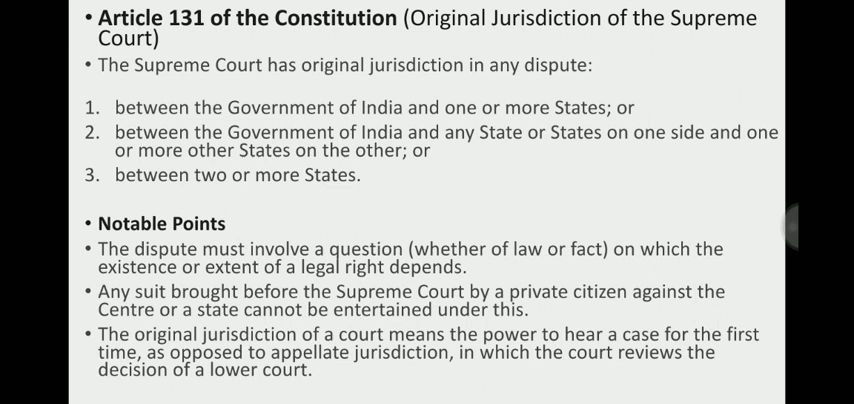 • Article 131 of the Constitution (Original Jurisdiction of the Supreme
Court)
• The Supreme Court has original jurisdiction in any dispute:
1. between the Government of India and one or more States; or
2. between the Government of India and any State or States on one side and one
or more other States on the other; or
3. between two or more States.
• Notable Points
• The dispute must involve a question (whether of law or fact) on which the
existence or extent of a legal right depends.
• Any suit brought before the Supreme Court by a private citizen against the
Centre or a state cannot be entertained under this.
• The original jurisdiction of a court means the power to hear a case for the first
time, as opposed to appellate jurisdiction, in which the court reviews the
decision of a lower court.